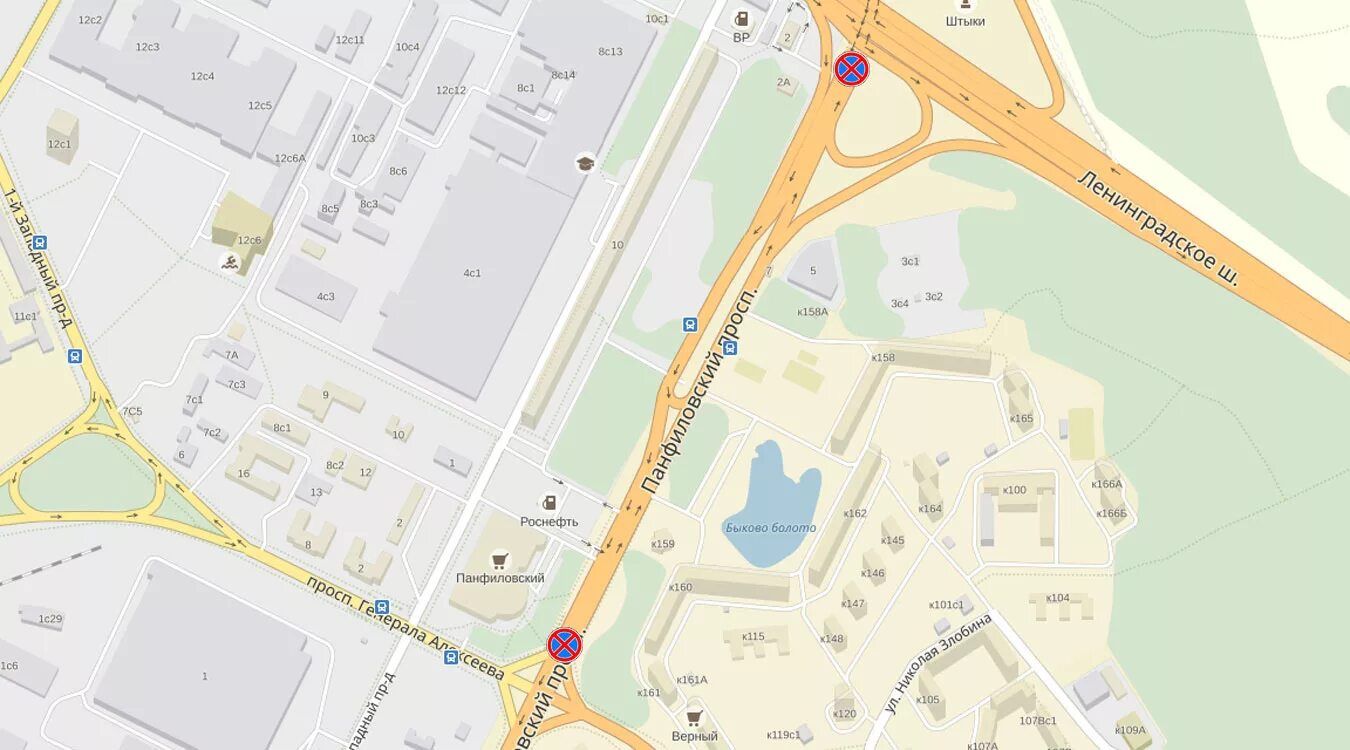 12с2
12с3
12с11
10с4
10с1
8с13
ВР
2
Штыки
12с4
12с12
8с14
8с1
2А
12с5
10с3
12с1
12с6А
8с6
8с5
8с3
12с6
10
4с1
4с3
1-й Западный пр-д
11с1
Ленинградское ш.
7
5
3с1
3с4
3с2
к158А
Панфиловский просп.
к158
7А
7с3
7с1
7С5
7с2
6
9
8с1
10
1
16
8с2
12
13
8
2
2
Роснефть
Панфиловский
Быково болото
к165
к100
к166А
к166Б
к164
к162
к145
к159
к160
к146
к147
к148
к115
к101с1
к104
просп. Генерала Алексеева
1с29
1с6
1
к161А
к161
Верный
к120
к119с1
ул. Николая Злобина
к105
107Вс1
к107А
к109А